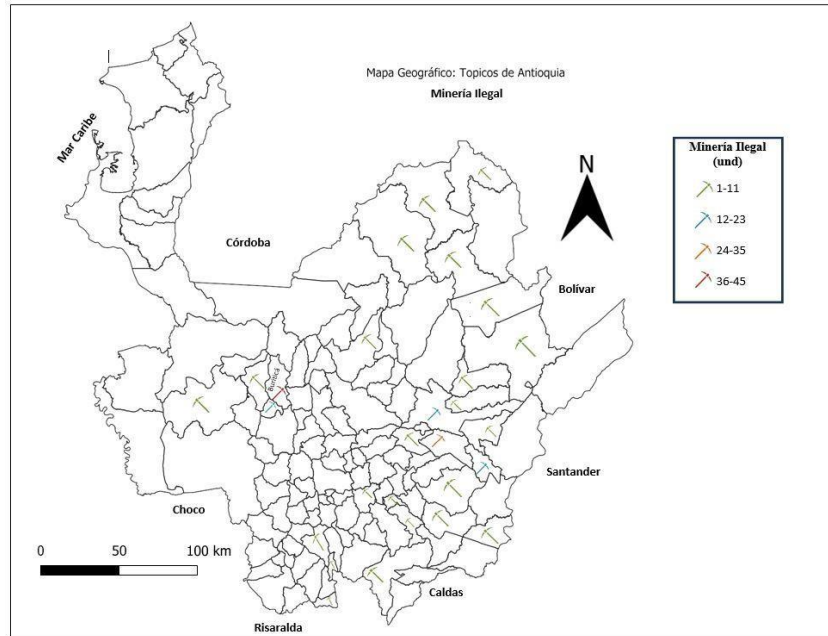 Mapa Geográfico: Topicos de Antioquia
Minería Ilegal
Mar Caribe
N
Minería Ilegal
(und)
1-11
12-23
24-35
36-45
Córdoba
Bolívar
Buriticá
Santander
Choco
0 50 100 km
Caldas
Risaralda